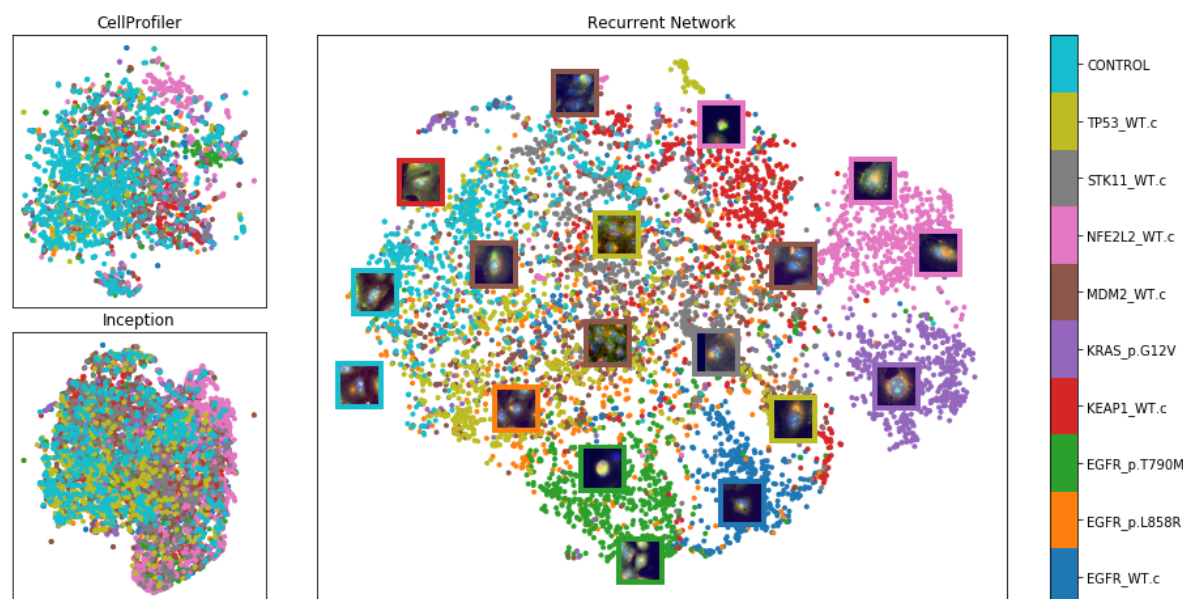 CellProfiler
Recurrent Network
Inception
CONTROL
TP53_WT.c
STK11_WT.c
NFE2L2_WT.c
MDM2_WT.c
KRAS_p.G12V
KEAP1_WT.c
EGFR_p.T790M
EGFR_p.L858R
EGFR_WT.c